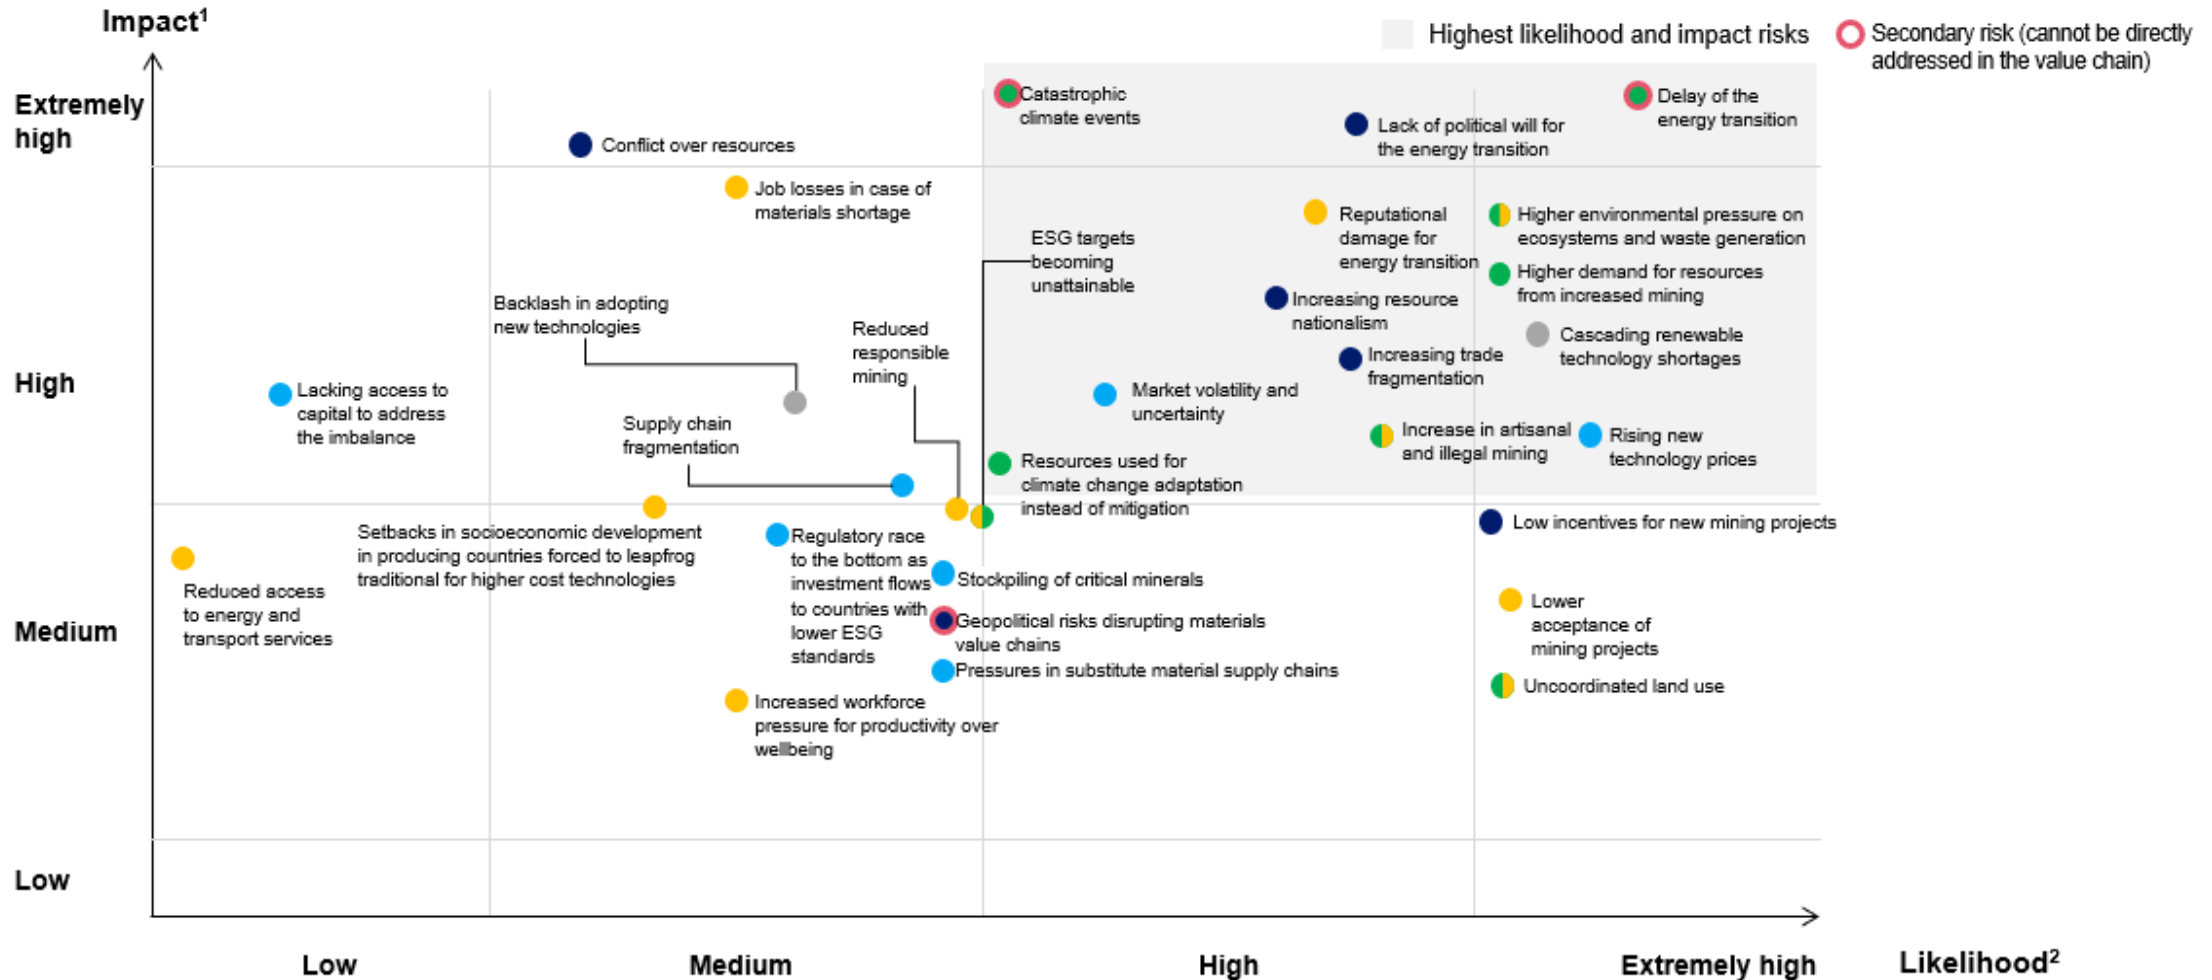 Impact1
Highest likelihood and impact risks
Secondary risk (cannot be directly
addressed in the value chain)
Extremely
high
Catastrophic
climate events
Delay of the
energy transition
Lack of political will for
the energy transition
Conflict over resources
Job losses in case of
materials shortage
Reputational
damage for
energy transition
Higher environmental pressure on
ecosystems and waste generation
ESG targets
becoming
unattainable
Higher demand for resources
from increased mining
Backlash in adopting
new technologies
Increasing resource
nationalism
Reduced
responsible
mining
Cascading renewable
technology shortages
Increasing trade
fragmentation
High
Lacking access to
capital to address
the imbalance
Market volatility and
uncertainty
Supply chain
fragmentation
Increase in artisanal
and illegal mining
Rising new
technology prices
Resources used for
climate change adaptation
instead of mitigation
Low incentives for new mining projects
Setbacks in socioeconomic development
in producing countries forced to leapfrog
traditional for higher cost technologies
Regulatory race
to the bottom as
investment flows
to countries with
lower ESG
standards
Stockpiling of critical minerals
Reduced access
to energy and
transport services
Lower
acceptance of
mining projects
Medium
Geopolitical risks disrupting materials
value chains
Pressures in substitute material supply chains
Uncoordinated land use
Increased workforce
pressure for productivity over
wellbeing
Low
Low
Medium
High
Extremely high
Likelihood2